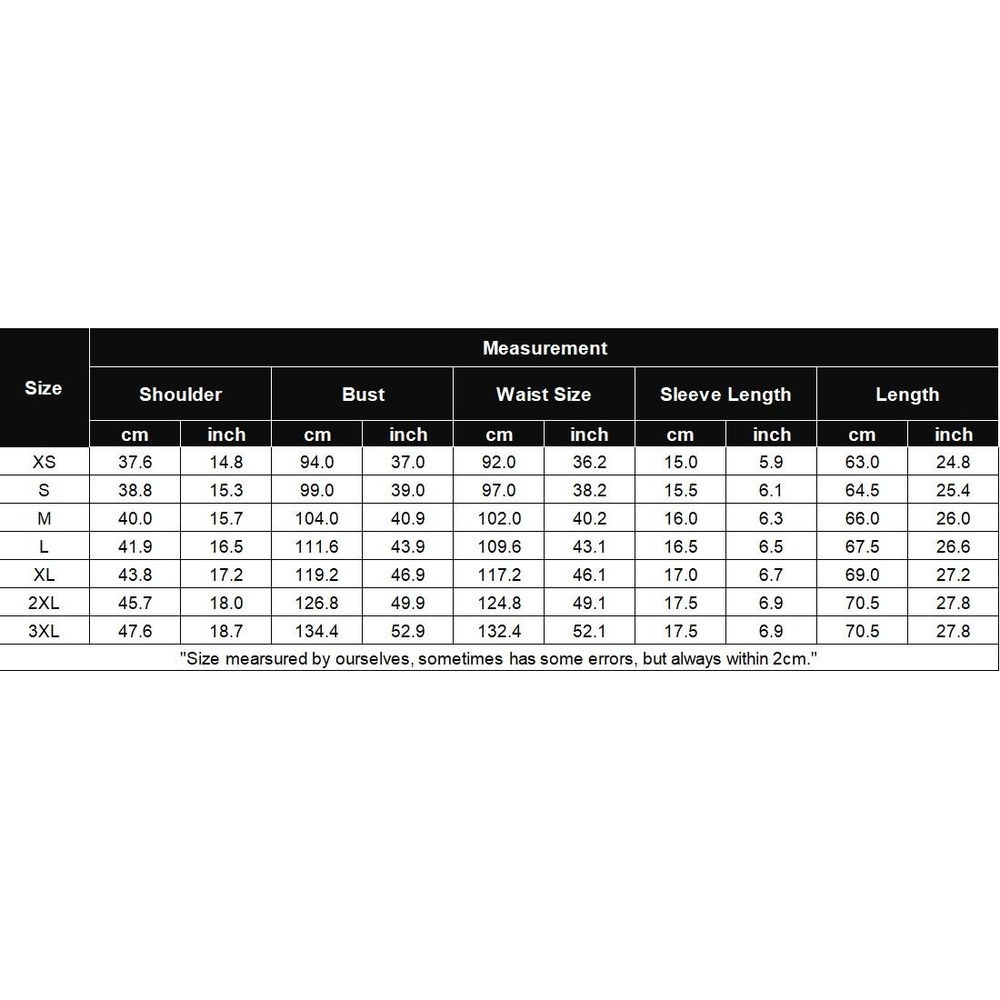 Measurement
Size
Shoulder Bust Waist Size Sleeve Length Length
cm inch cm inch cm inch cm inch cm inch
XS 37.6 14.8 94.0 37.0 92.0 36.2 15.0 5.9 63.0 24.8
S 38.8 15.3 99.0 39.0 97.0 38.2 15.5 6.1 64.5 25.4
M 40.0 15.7 104.0 40.9 102.0 40.2 16.0 6.3 66.0 26.0
L 41.9 16.5 111.6 43.9 109.6 43.1 16.5 6.5 67.5 26.6
XL 43.8 17.2 119.2 46.9 117.2 46.1 17.0 6.7 69.0 27.2
2XL 45.7 18.0 126.8 49.9 124.8 49.1 17.5 6.9 70.5 27.8
3XL 47.6 18.7 134.4 52.9 132.4 52.1 17.5 6.9 70.5 27.8
"Size mearsured by ourselves, sometimes has some errors, but always within 2cm."